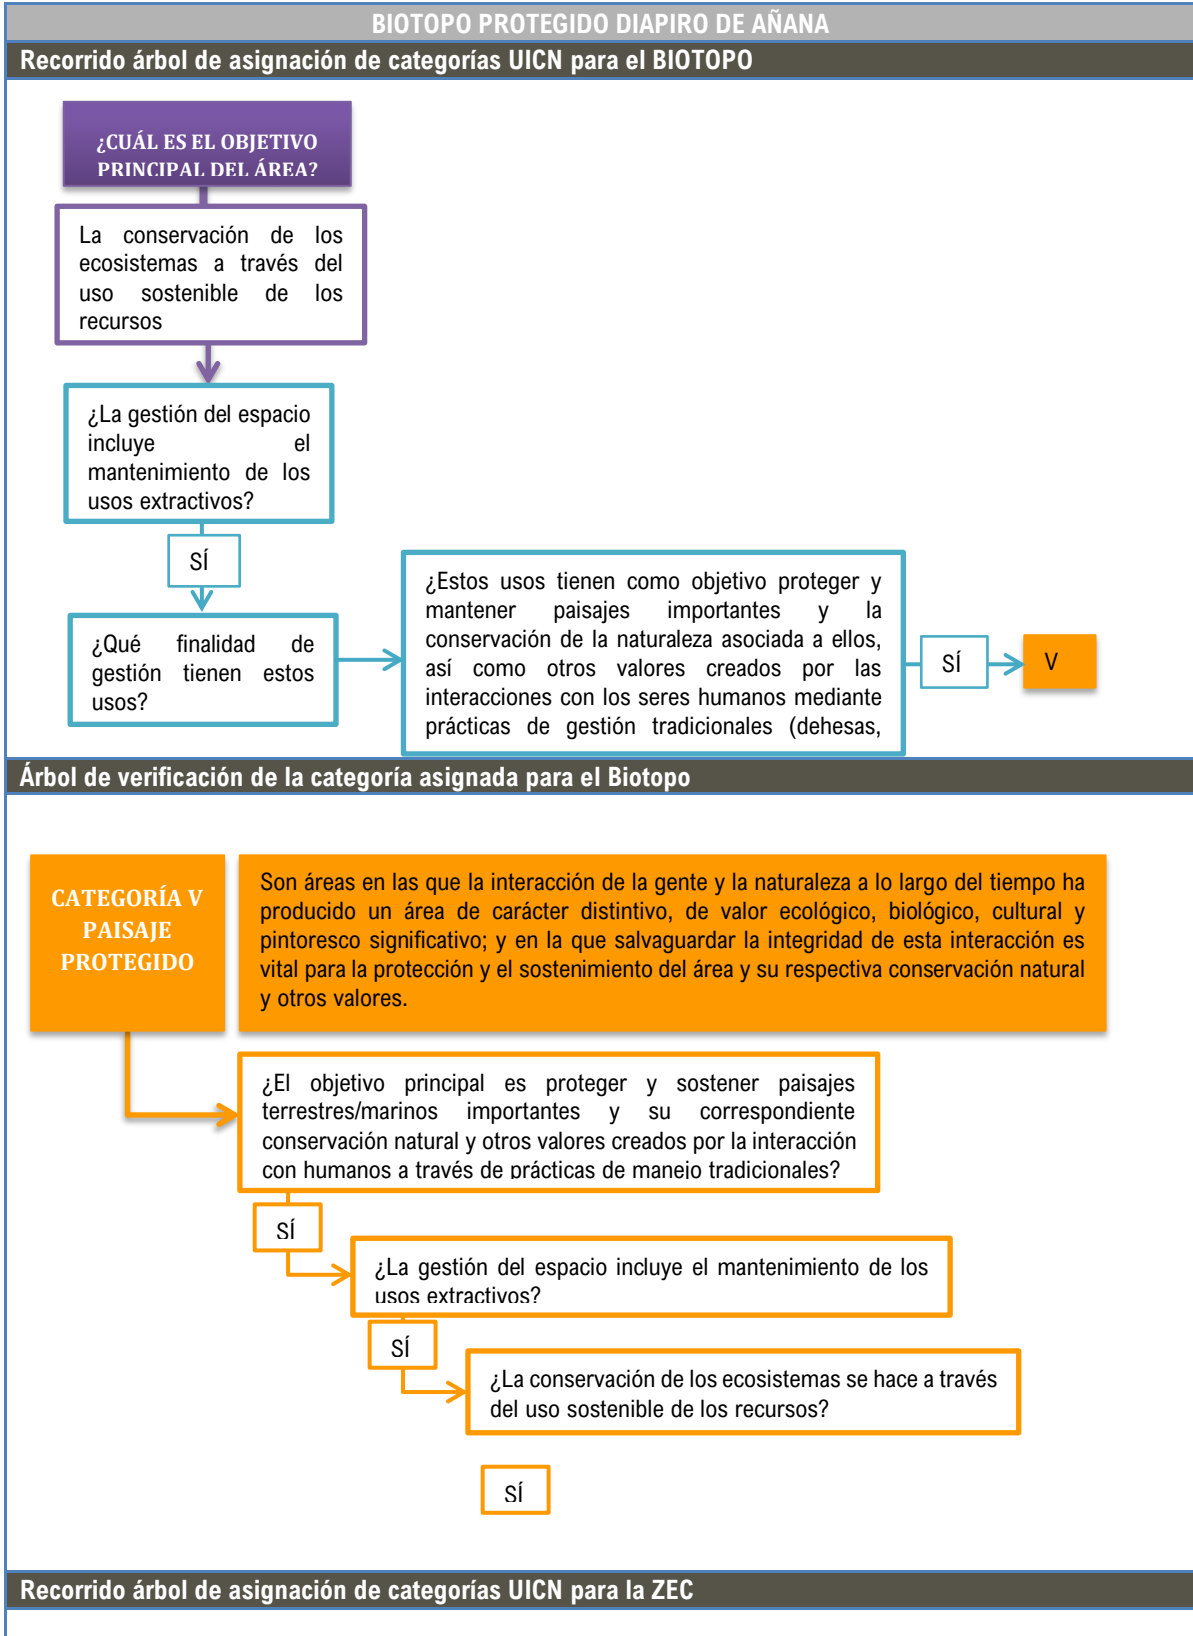 BIOTOPO PROTEGIDO DIAPIRO DE AÑANA
Recorrido árbol de asignación de categorías UICN para el BIOTOPO
¿CUÁL ES EL OBJETIVO
PRINCIPAL DEL ÁREA?
La conservación de los
ecosistemas a través del
uso sostenible de los
recursos
¿La gestión del espacio
incluye el
mantenimiento de los
usos extractivos?
SÍ
¿Qué finalidad de
gestión tienen estos
usos?
¿Estos usos tienen como objetivo proteger y
mantener paisajes importantes y la
conservación de la naturaleza asociada a ellos,
así como otros valores creados por las
interacciones con los seres humanos mediante
prácticas de gestión tradicionales (dehesas,
SÍ
V
Árbol de verificación de la categoría asignada para el Biotopo
CATEGORÍA V
PAISAJE
PROTEGIDO
Son áreas en las que la interacción de la gente y la naturaleza a lo largo del tiempo ha
producido un área de carácter distintivo, de valor ecológico, biológico, cultural y
pintoresco significativo; y en la que salvaguardar la integridad de esta interacción es
vital para la protección y el sostenimiento del área y su respectiva conservación natural
y otros valores.
¿El objetivo principal es proteger y sostener paisajes
terrestres/marinos importantes y su correspondiente
conservación natural y otros valores creados por la interacción
con humanos a través de prácticas de manejo tradicionales?
SÍ
¿La gestión del espacio incluye el mantenimiento de los
usos extractivos?
SÍ
¿La conservación de los ecosistemas se hace a través
del uso sostenible de los recursos?
SÍ
Recorrido árbol de asignación de categorías UICN para la ZEC